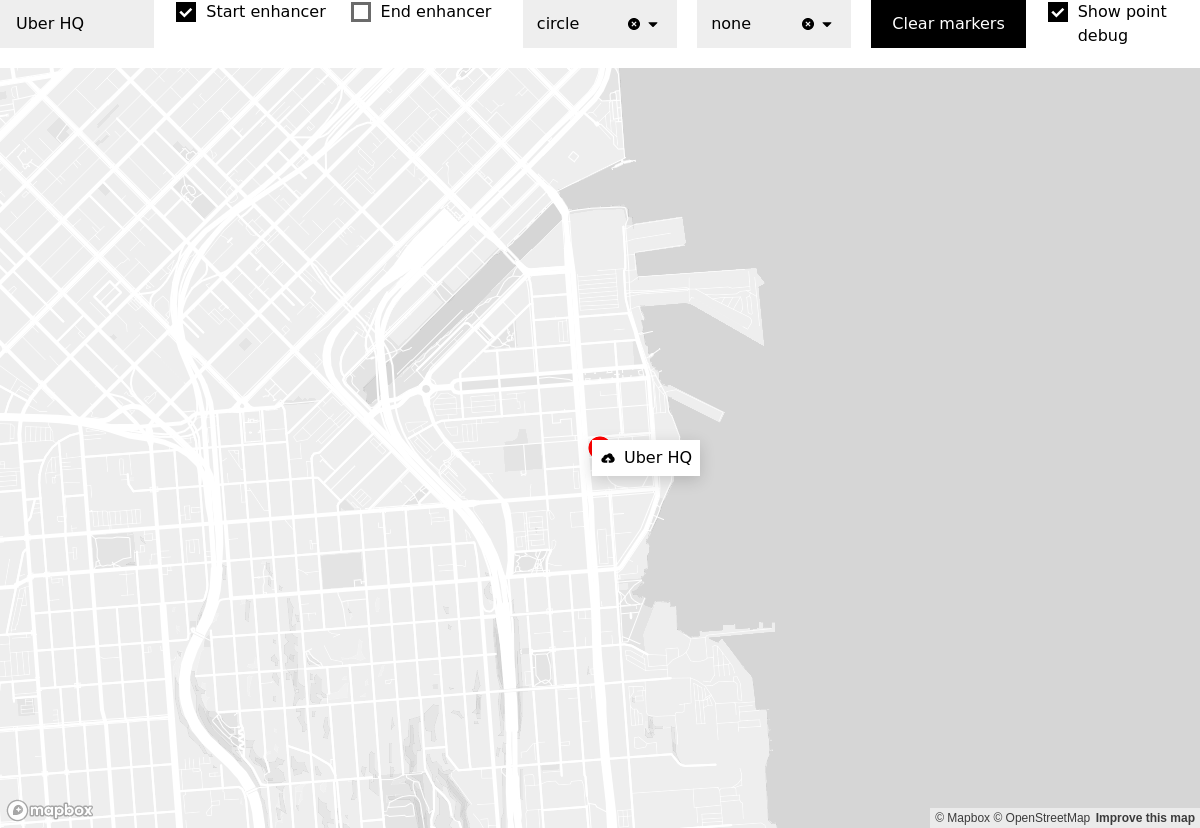 Uber HQ
Start enhancer
End enhancer
circle
none
Clear markers
Show point
debug
Uber HQ
mapbox
© Mapbox © OpenStreetMap Improve this map